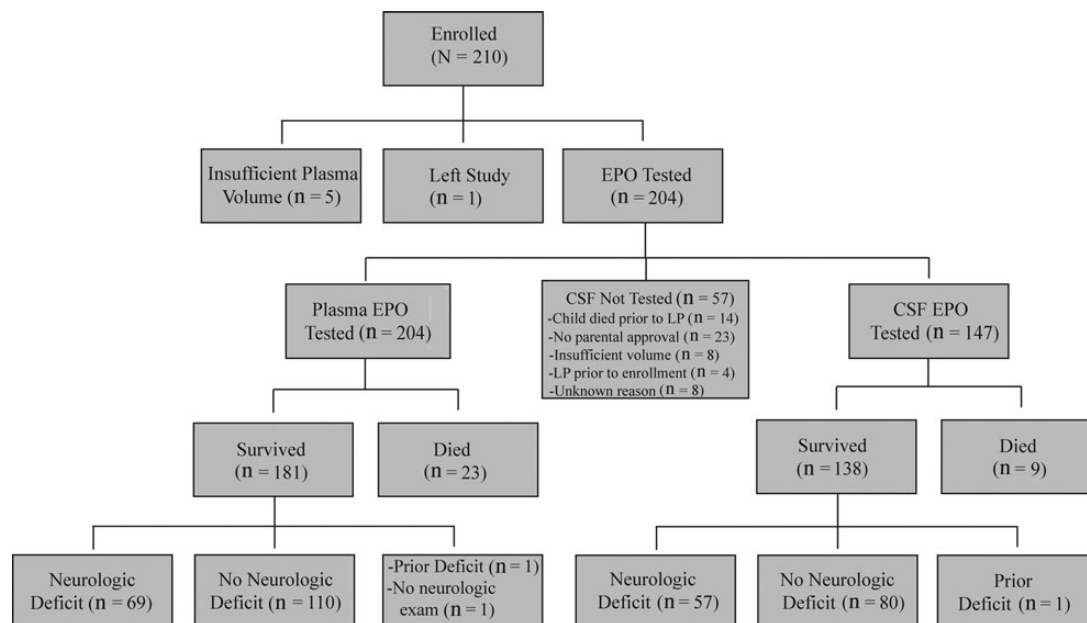 Enrolled
(N = 210)
Insufficient Plasma
Volume (n = 5)
Left Study
(n = 1)
EPO Tested
(n = 204)
Plasma EPO
Tested (n = 204)
CSF Not Tested (n = 57)
-Child died prior to LP (n = 14)
-No parental approval (n = 23)
-Insufficient volume (n = 8)
-LP prior to enrollment (n = 4)
-Unknown reason (n = 8)
CSF EPO
Tested (n = 147)
Survived
(n = 181)
Died
(n = 23)
Survived
(n = 138)
Died
(n = 9)
Neurologic
Deficit (n = 69)
No Neurologic
Deficit (n = 110)
-Prior Deficit (n = 1)
-No neurologic
exam (n = 1)
Neurologic
Deficit (n = 57)
No Neurologic
Deficit (n = 80)
Prior
Deficit (n = 1)